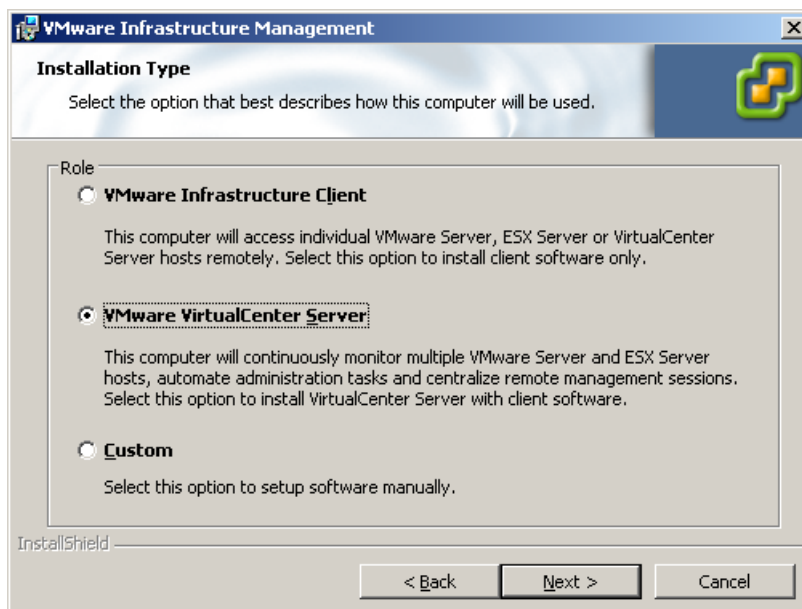 VMware Infrastructure Management
Installation Type
Select the option that best describes how this computer will be used.
Role
VMware Infrastructure Client
This computer will access individual VMware Server, ESX Server or VirtualCenter
Server hosts remotely. Select this option to install client software only.
VMware VirtualCenter Server
This computer will continuously monitor multiple VMware Server and ESX Server
hosts, automate administration tasks and centralize remote management sessions.
Select this option to install VirtualCenter Server with client software.
Custom
Select this option to setup software manually.
InstallShield
< Back
Next >
Cancel